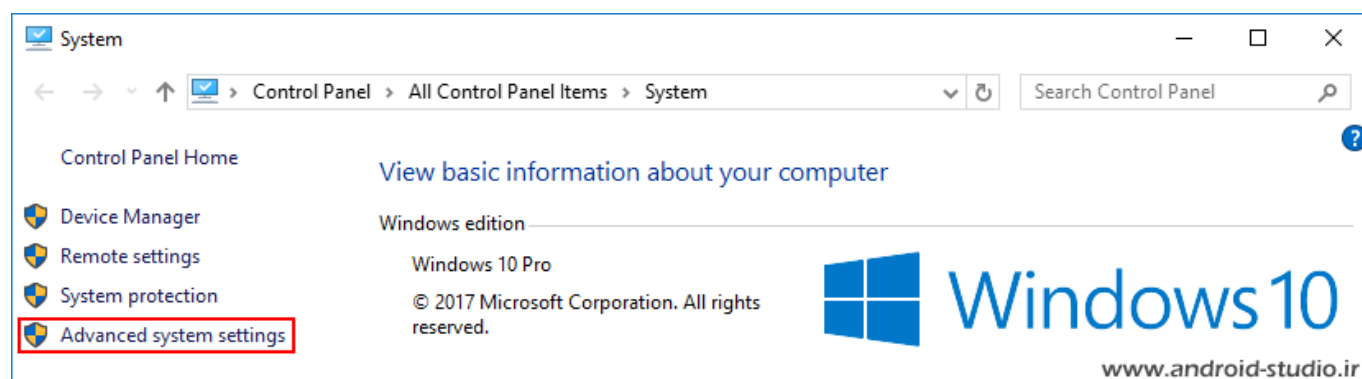 System
Control Panel > All Control Panel Items > System
Search Control Panel
?
Control Panel Home
Device Manager
Remote settings
System protection
Advanced system settings
View basic information about your computer
Windows edition
Windows 10 Pro
© 2017 Microsoft Corporation. All rights
reserved.
Windows 10
www.android-studio.ir